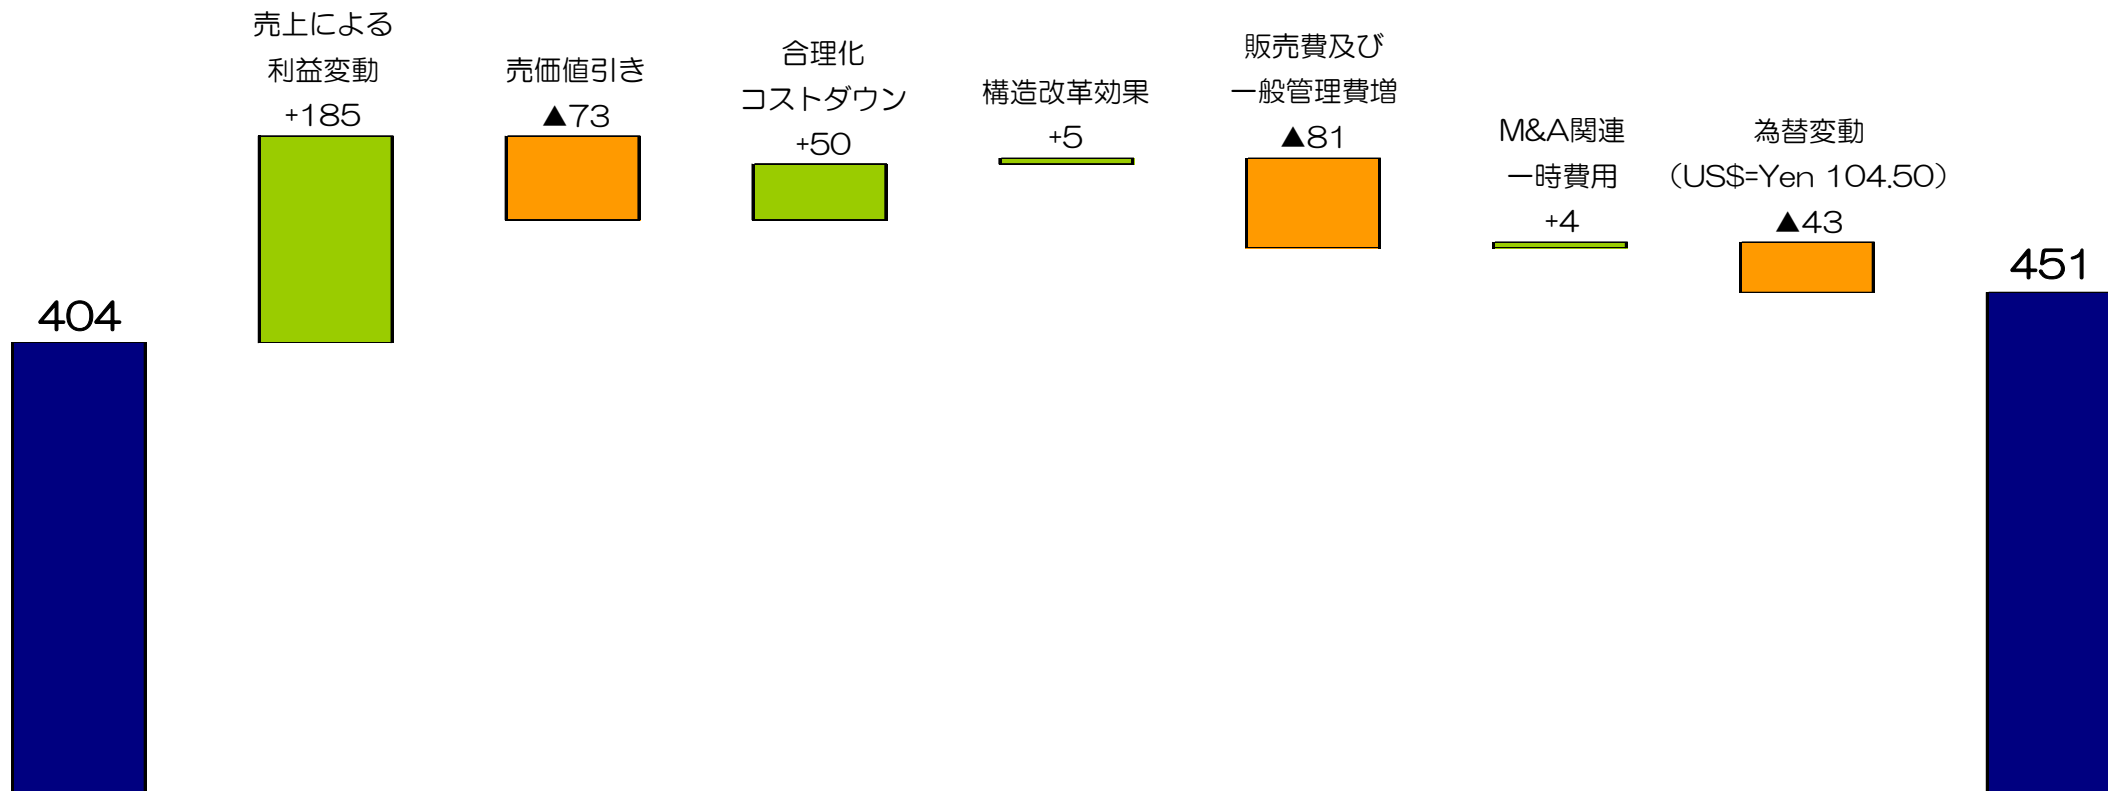 404
売上による
利益変動
+185
売価値引き
▲73
合理化
コストダウン
+50
構造改革効果
+5
販売費及び
一般管理費増
▲81
M&A関連
一時費用
+4
為替変動
（US$=Yen 104.50）
▲43
451